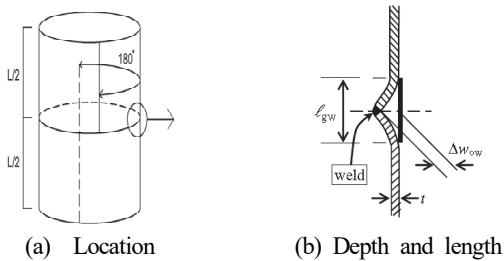 L/2
L/2
180°
ℓgw
weld
Δwow
t
(a) Location
(b) Depth and length